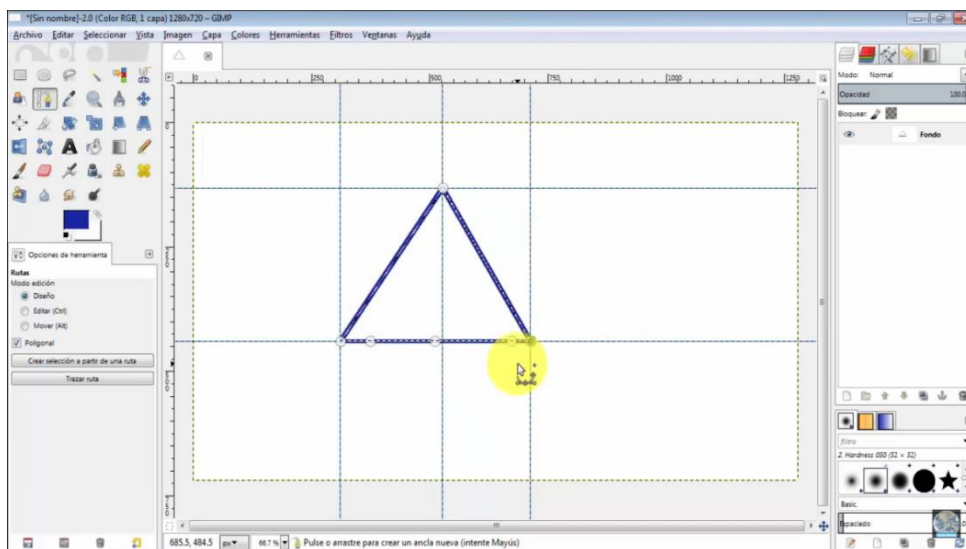 *[Sin nombre]-2.0 (Color RGB, 1 capa) 1280x720 – GIMP
Archivo Editar Seleccionar Vista Imagen Capa Colores Herramientas Filtros Ventanas Ayuda
0 250 500 750 1000 1250
Modo: Normal
Opacidad 100.0
Bloquear:
Fondo
Opciones de herramienta
Rutas
Modo edición
Diseño
Editar (Ctrl)
Mover (Alt)
Poligonal
Crear selección a partir de una ruta
Trazar ruta
filtro
2. Hardness 050 (51 × 51)
Basic.
Espaciado
685.5, 484.5 px 66.7 % Pulse o arrastre para crear un ancla nueva (intente Mayús)